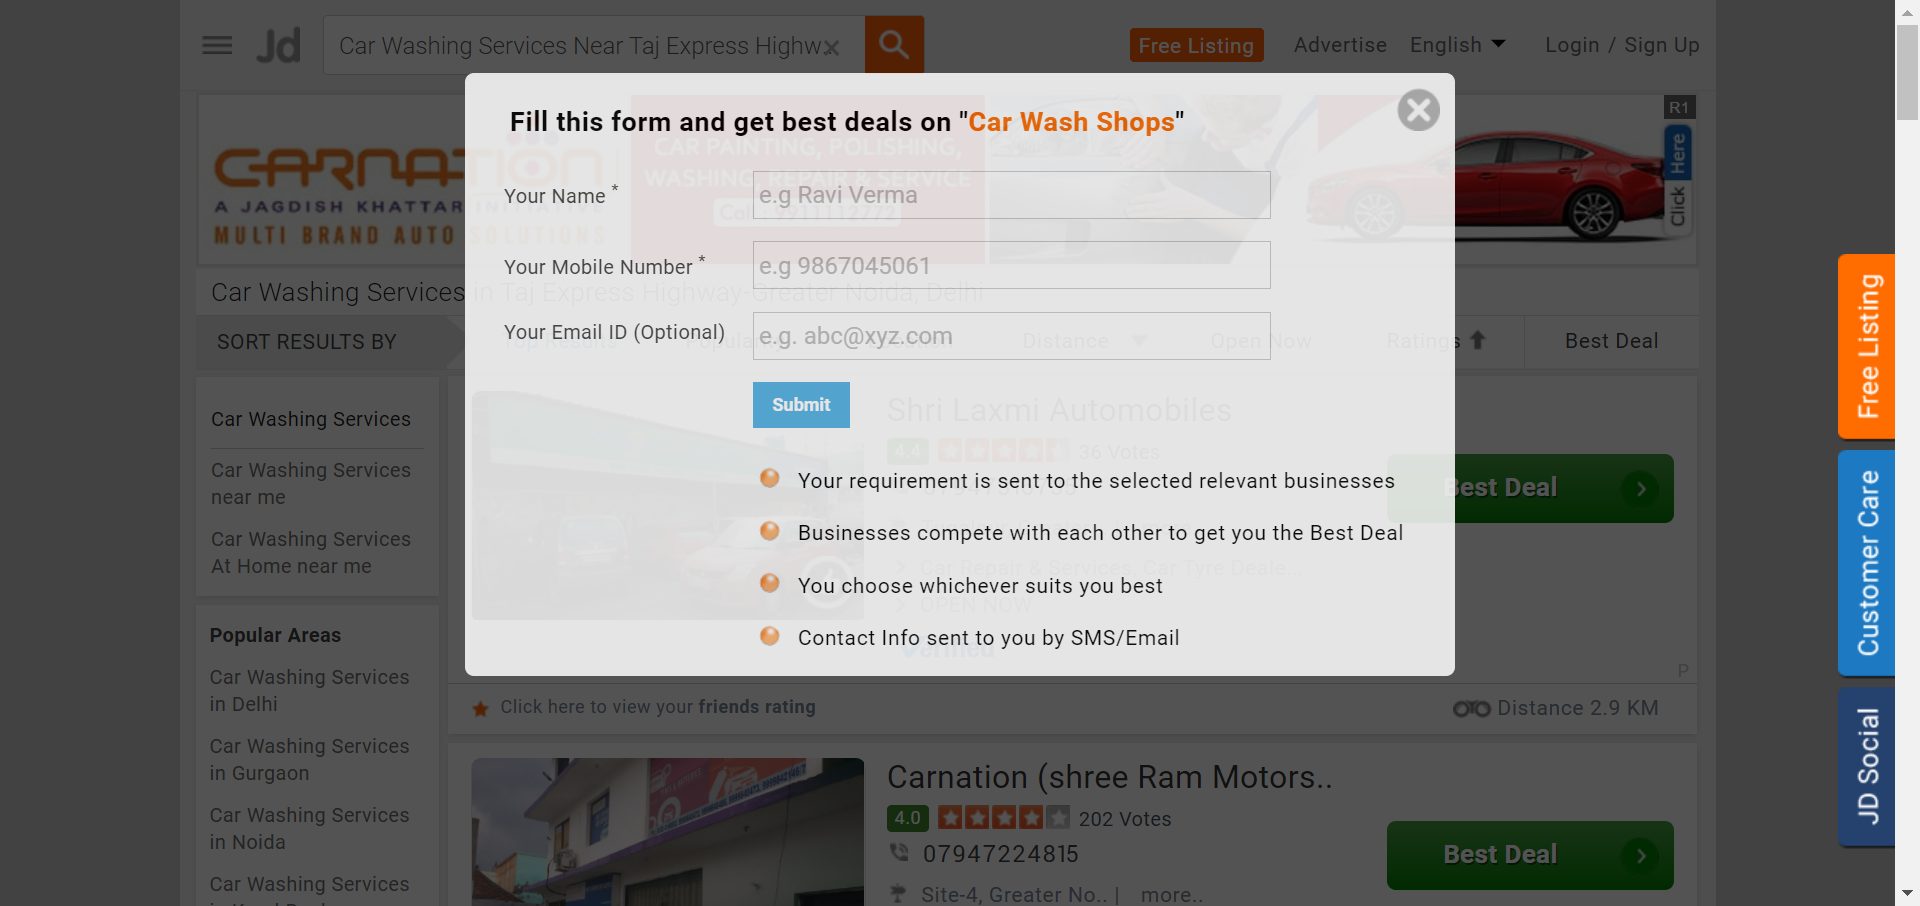 Jd
Car Washing Services Near Taj Express Highw
Free Listing
Advertise
English
Login / Sign Up
R1
CARNATION
A JAGDISH KHATTAR INITIATIVE
MULTI BRAND AUTO SOLUTIONS
CAR PAINTING, POLISHING,
WASHING, REPAIR & SERVICE
Call : 9911112772
Click Here
Fill this form and get best deals on "Car Wash Shops"
Your Name *
e.g Ravi Verma
Your Mobile Number *
e.g 9867045061
Your Email ID (Optional)
e.g. abc@xyz.com
Submit
Your requirement is sent to the selected relevant businesses
Businesses compete with each other to get you the Best Deal
You choose whichever suits you best
Contact Info sent to you by SMS/Email
Car Washing Services in Taj Express Highway-Greater Noida, Delhi
SORT RESULTS BY
Top Results
Popularity
Location
Distance
Open Now
Ratings
Best Deal
Car Washing Services
Car Washing Services
near me
Car Washing Services
At Home near me
Popular Areas
Car Washing Services
in Delhi
Car Washing Services
in Gurgaon
Car Washing Services
in Noida
Car Washing Services
Shri Laxmi Automobiles
4.4
36 Votes
Car Repair & Services, Car Tyre Deale..
OPEN NOW
Verified
Best Deal
P
Click here to view your friends rating
Distance 2.9 KM
Carnation (shree Ram Motors..
4.0
202 Votes
07947224815
Site-4, Greater No.. | more..
Best Deal
Free Listing
Customer Care
JD Social